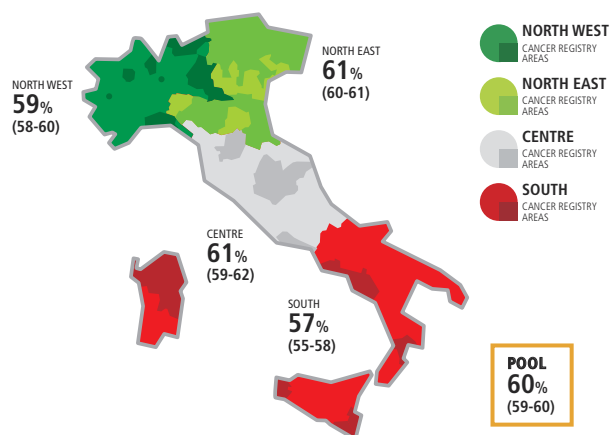 NORTH WEST
59%
(58-60)
NORTH EAST
61%
(60-61)
CENTRE
61%
(59-62)
SOUTH
57%
(55-58)
NORTH WEST
CANCER REGISTRY
AREAS
NORTH EAST
CANCER REGISTRY
AREAS
CENTRE
CANCER REGISTRY
AREAS
SOUTH
CANCER REGISTRY
AREAS
POOL
60%
(59-60)